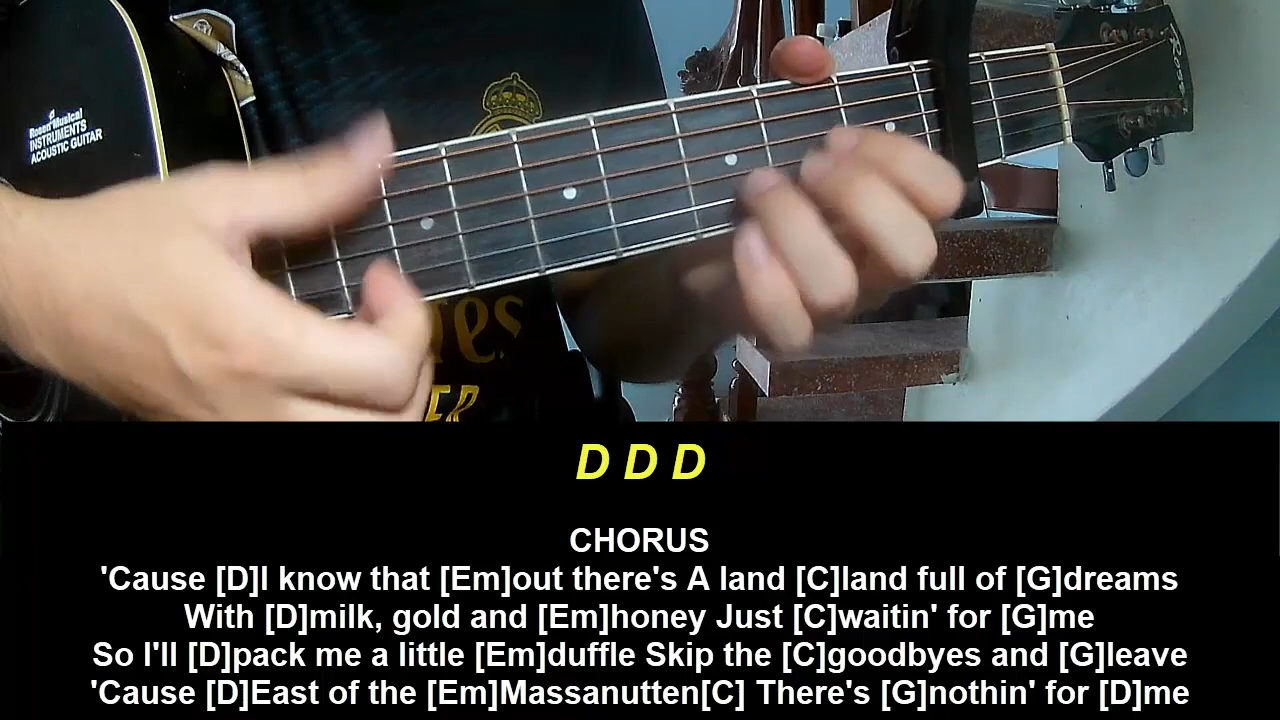 Rosen Musical
INSTRUMENTS
ACOUSTIC GUITAR
D D D
CHORUS
'Cause [D]I know that [Em]out there's A land [C]land full of [G]dreams
With [D]milk, gold and [Em]honey Just [C]waitin' for [G]me
So I'll [D]pack me a little [Em]duffle Skip the [C]goodbyes and [G]leave
'Cause [D]East of the [Em]Massanutten[C] There's [G]nothin' for [D]me